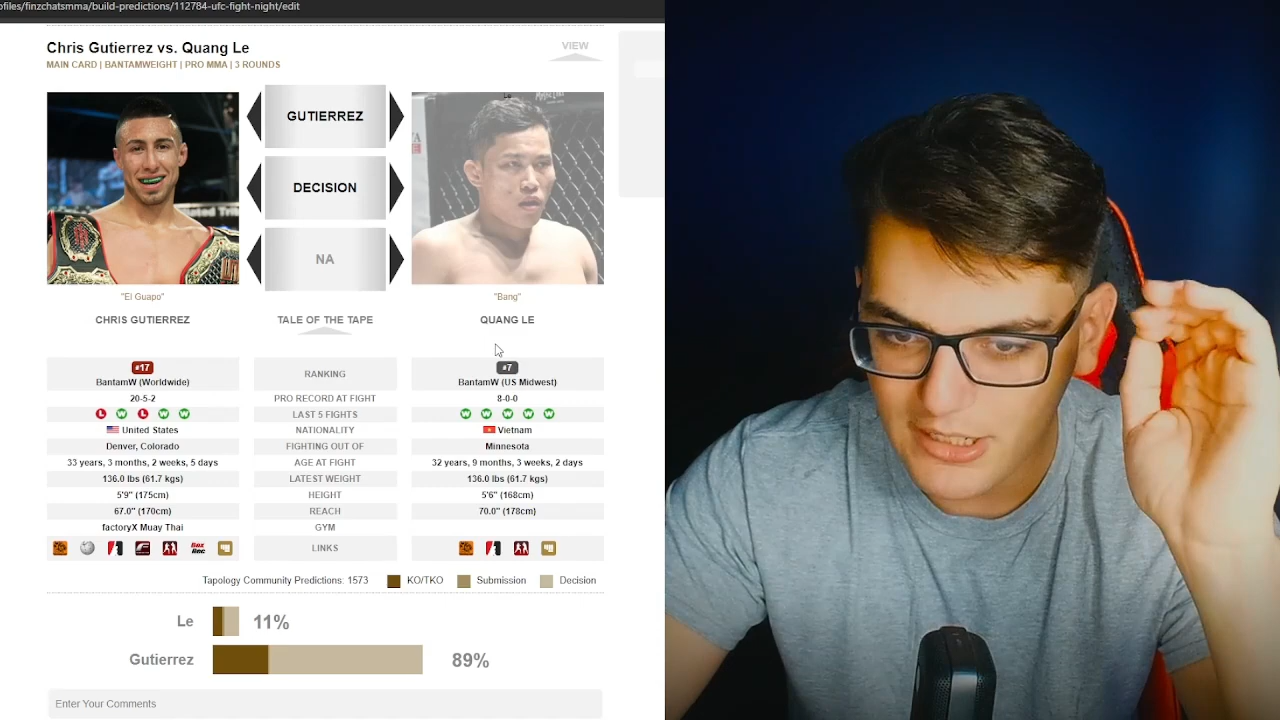 ofiles/finzchatsmma/build-predictions/112784-ufc-fight-night/edit
Chris Gutierrez vs. Quang Le
VIEW
MAIN CARD | BANTAMWEIGHT | PRO MMA | 3 ROUNDS
GUTIERREZ
DECISION
NA
"El Guapo"
"Bang"
CHRIS GUTIERREZ
TALE OF THE TAPE
QUANG LE
#17
#7
BantamW (Worldwide)
RANKING
BantamW (US Midwest)
20-5-2
PRO RECORD AT FIGHT
8-0-0
L W L W W
LAST 5 FIGHTS
W W W W W
United States
NATIONALITY
Vietnam
Denver, Colorado
FIGHTING OUT OF
Minnesota
33 years, 3 months, 2 weeks, 5 days
AGE AT FIGHT
32 years, 9 months, 3 weeks, 2 days
136.0 lbs (61.7 kgs)
LATEST WEIGHT
136.0 lbs (61.7 kgs)
5'9" (175cm)
HEIGHT
5'6" (168cm)
67.0" (170cm)
REACH
70.0" (178cm)
factoryX Muay Thai
GYM
LINKS
Tapology Community Predictions: 1573
KO/TKO
Submission
Decision
Le
11%
Gutierrez
89%
Enter Your Comments